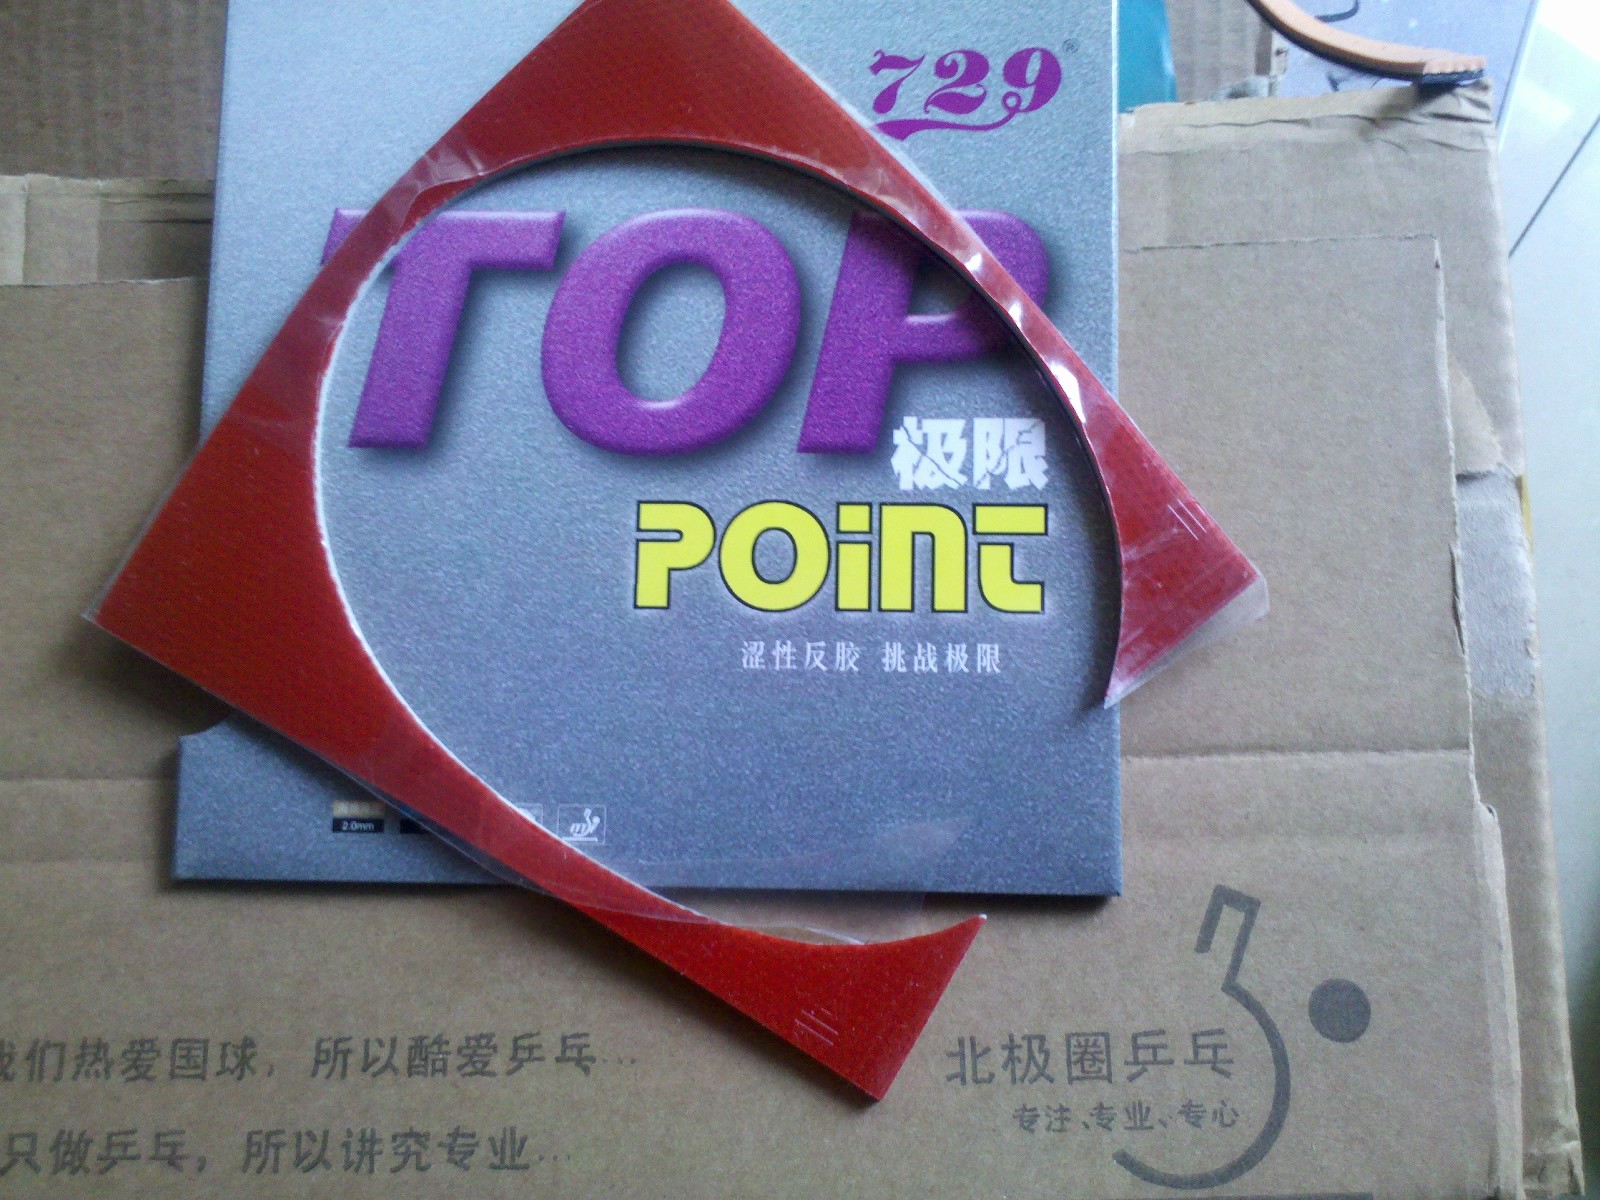 729®
TOP
极限
POINT
涩性反胶 挑战极限
2.0mm
我们热爱国球，所以酷爱乒乓...
只做乒乓，所以讲究专业...
北极圈乒乓
专注、专业、专心